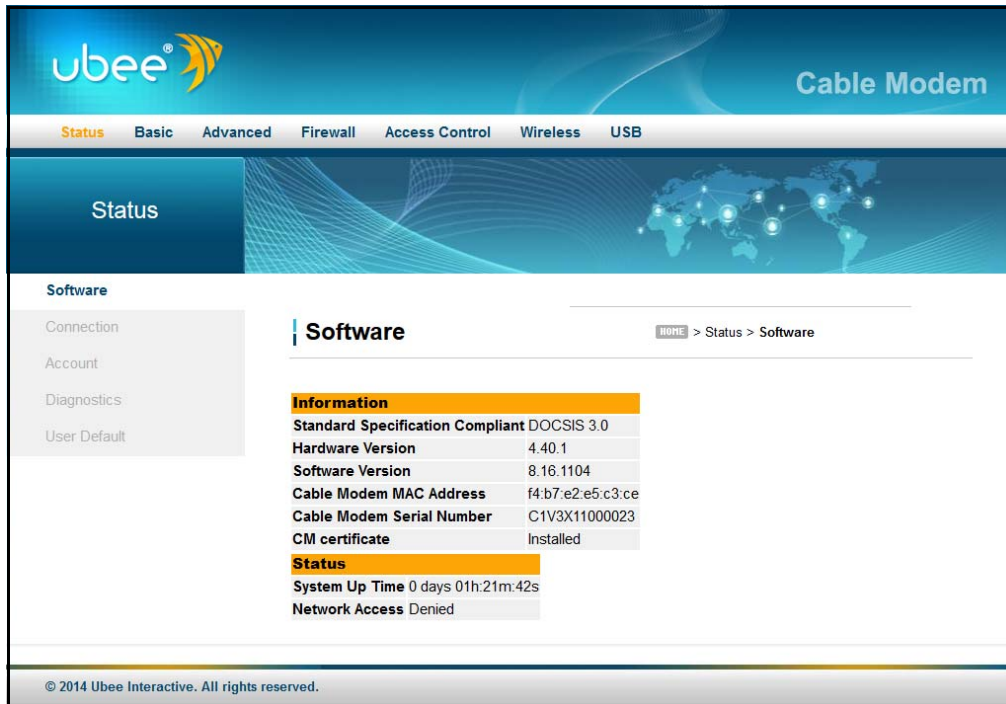 ubee®
Cable Modem
Status Basic Advanced Firewall Access Control Wireless USB
Status
Software
Connection
Account
Diagnostics
User Default
Software
HOME > Status > Software
Information
Standard Specification Compliant DOCSIS 3.0
Hardware Version 4.40.1
Software Version 8.16.1104
Cable Modem MAC Address f4:b7:e2:e5:c3:ce
Cable Modem Serial Number C1V3X11000023
CM certificate Installed
Status
System Up Time 0 days 01h:21m:42s
Network Access Denied
© 2014 Ubee Interactive. All rights reserved.